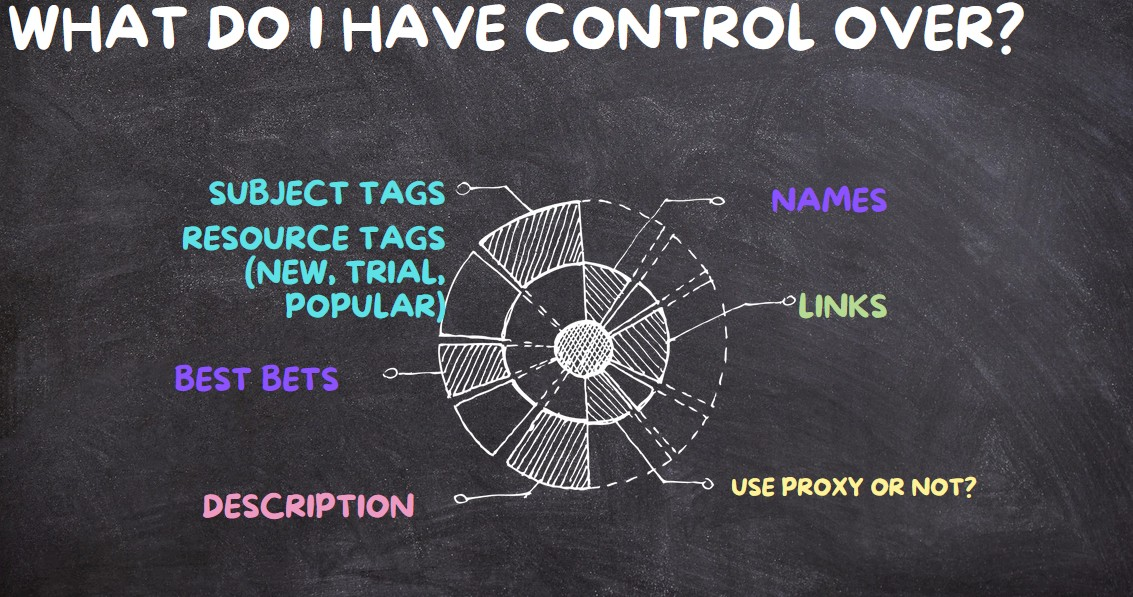 WHAT DO I HAVE CONTROL OVER?
SUBJECT TAGS
RESOURCE TAGS
(NEW, TRIAL,
POPULAR)
BEST BETS
DESCRIPTION
NAMES
LINKS
USE PROXY OR NOT?